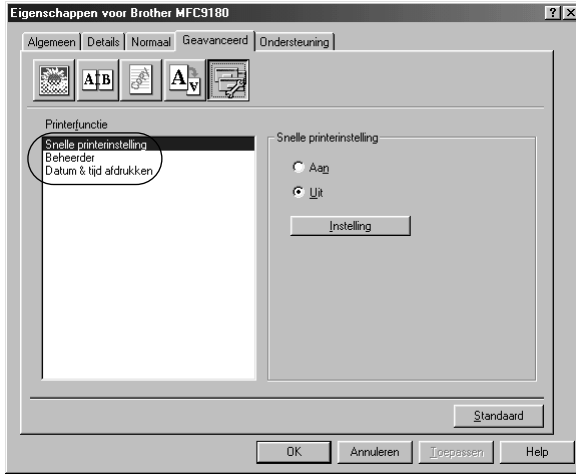 Eigenschappen voor Brother MFC9180
Algemeen Details Normaal Geavanceerd Ondersteuning
A B
A
Printerfunctie
Snelle printerinstelling
Beheerder
Datum & tijd afdrukken
Snelle printerinstelling
Aan
Uit
Instelling
Standaard
OK Annuleren Toepassen Help